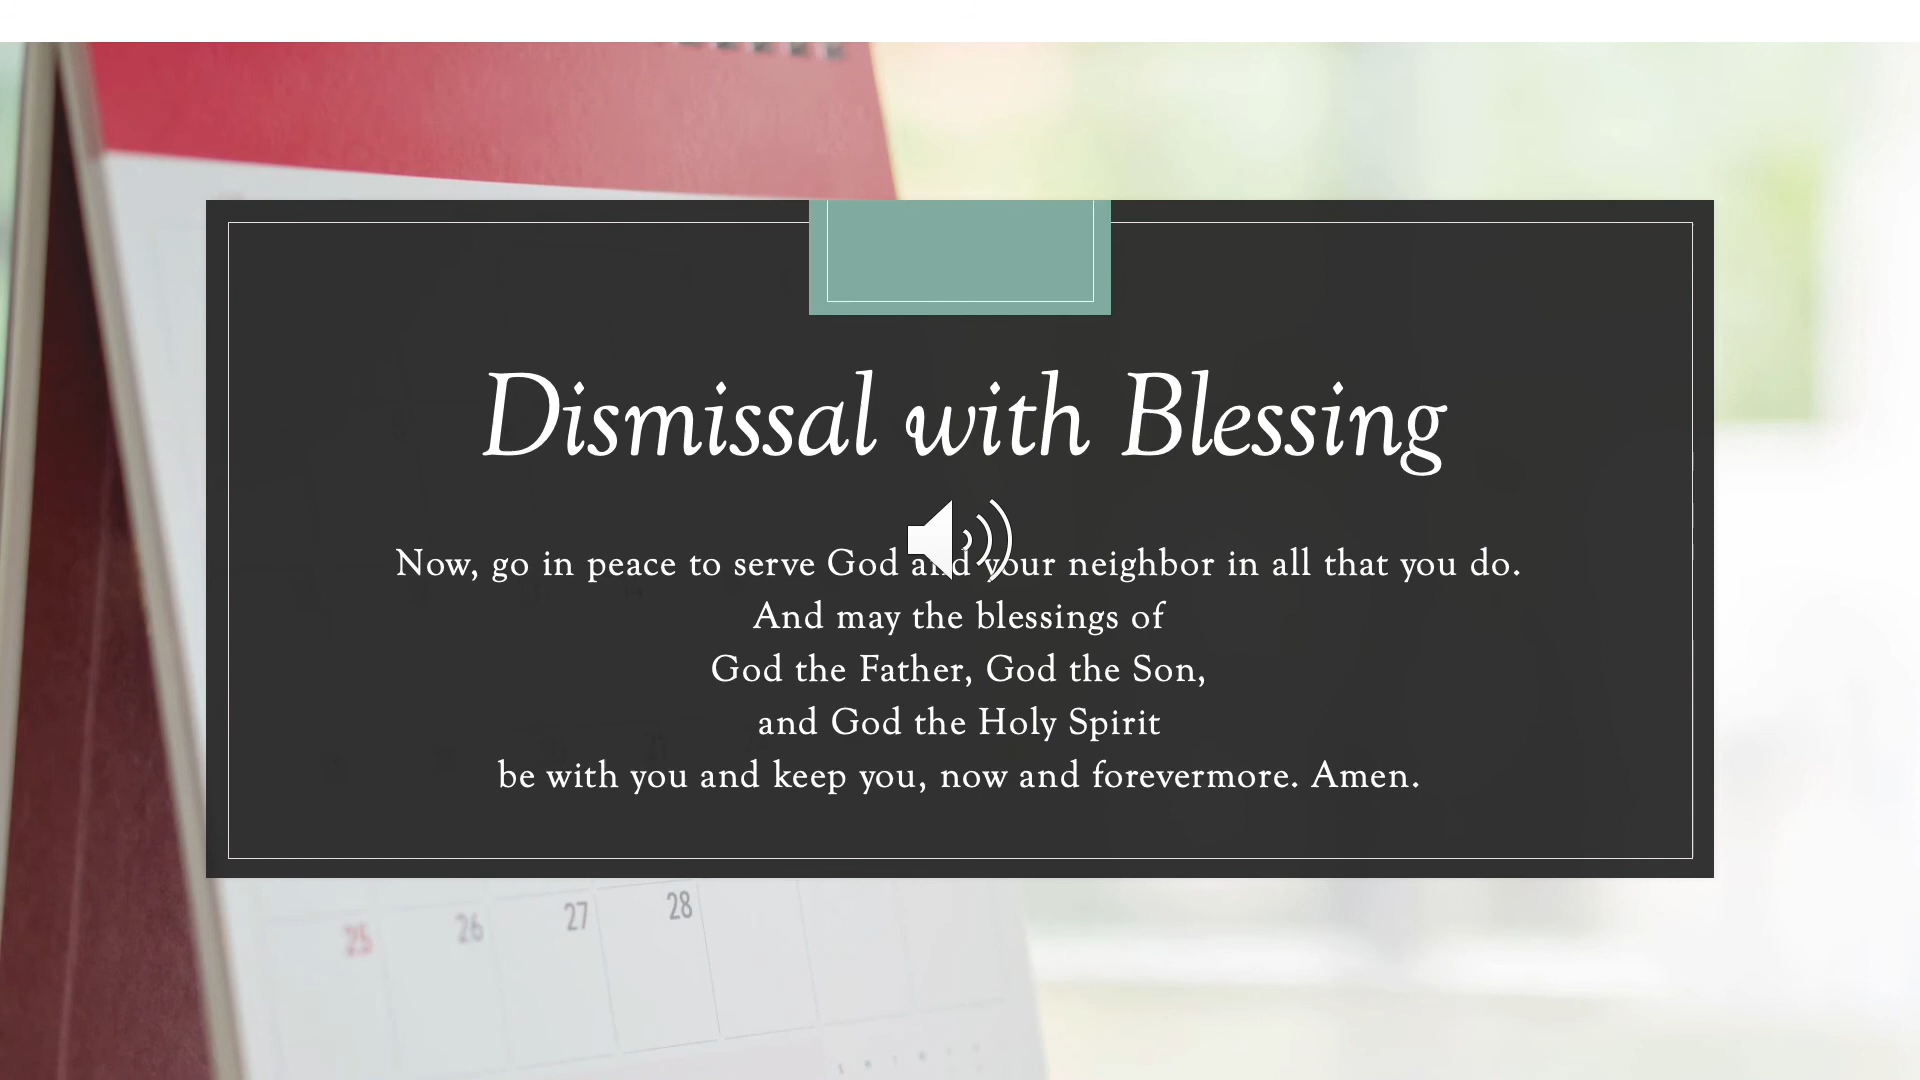 Dismissal with Blessing
Now, go in peace to serve God and your neighbor in all that you do.
And may the blessings of
God the Father, God the Son,
and God the Holy Spirit
be with you and keep you, now and forevermore. Amen.
25 26 27 28